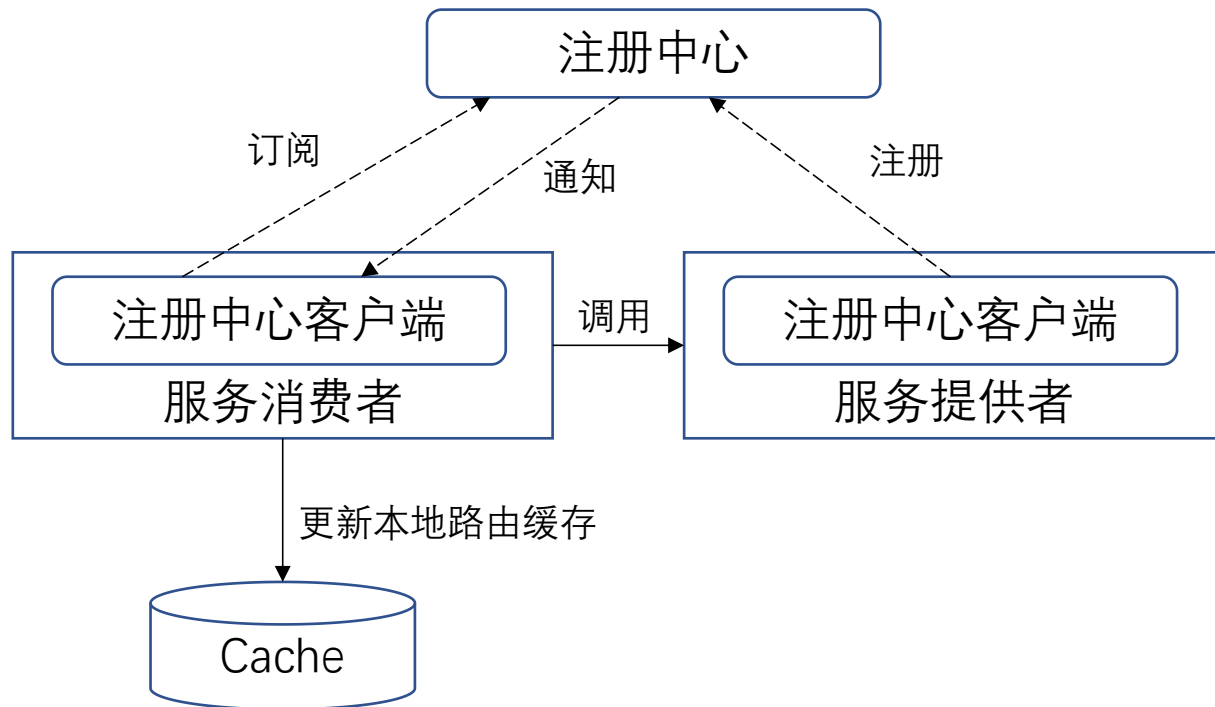 注册中心
订阅
通知
注册
注册中心客户端
服务消费者
调用
注册中心客户端
服务提供者
更新本地路由缓存
Cache